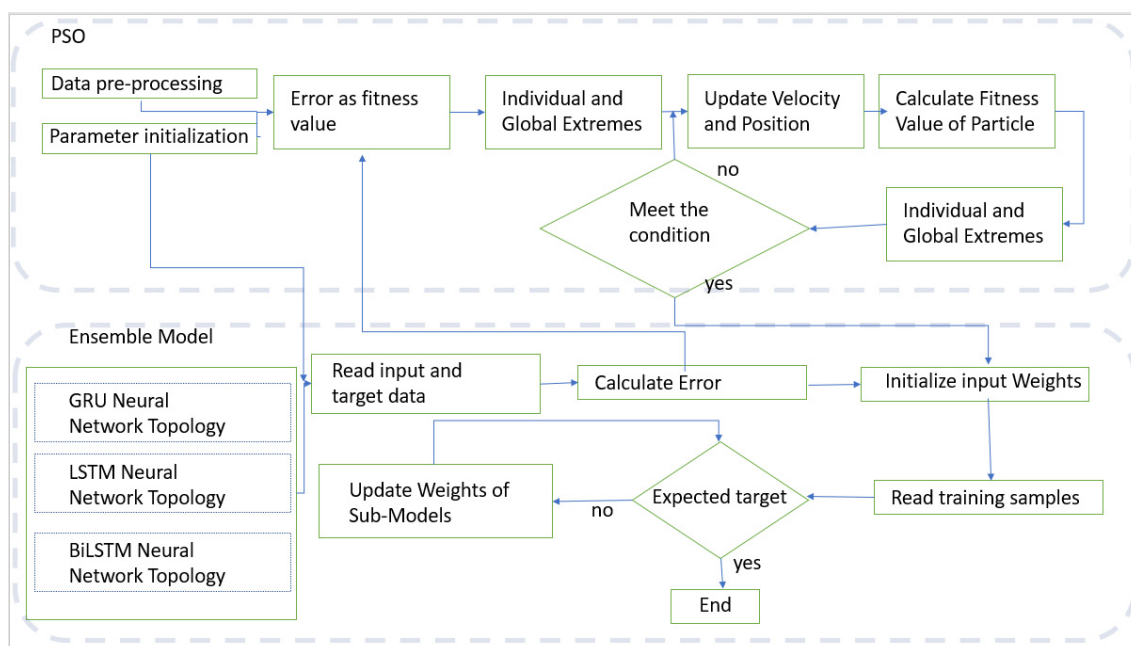 PSO
Data pre-processing
Parameter initialization
Error as fitness
value
Individual and
Global Extremes
Update Velocity
and Position
Calculate Fitness
Value of Particle
no
Meet the
condition
Individual and
Global Extremes
yes
Ensemble Model
Read input and
target data
Calculate Error
Initialize input Weights
GRU Neural
Network Topology
LSTM Neural
Network Topology
BiLSTM Neural
Network Topology
Update Weights of
Sub-Models
no
Expected target
Read training samples
yes
End